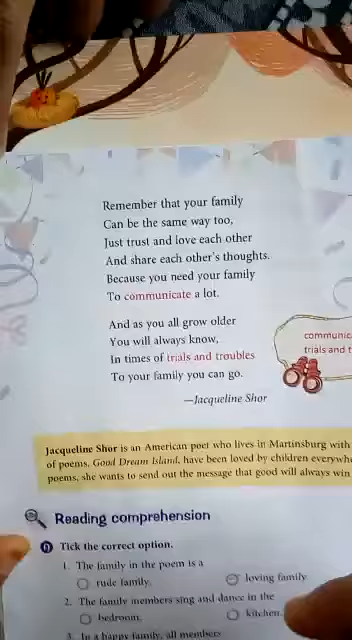 Remember that your family
Can be the same way too,
Just trust and love each other
And share each other's thoughts.
Because you need your family
To communicate a lot.
And as you all grow older
You will always know,
In times of trials and troubles
To your family you can go.
—Jacqueline Shor
communic
trials and t
Jacqueline Shor is an American poet who lives in Martinsburg with
of poems, Good Dream Island, have been loved by children everywhe
poems, she wants to send out the message that good will always win
Reading comprehension
Tick the correct option.
1. The family in the poem is a
rude family.
loving family
2. The family members sing and dance in the
bedroom.
kitchen.
3. In a happy family, all members